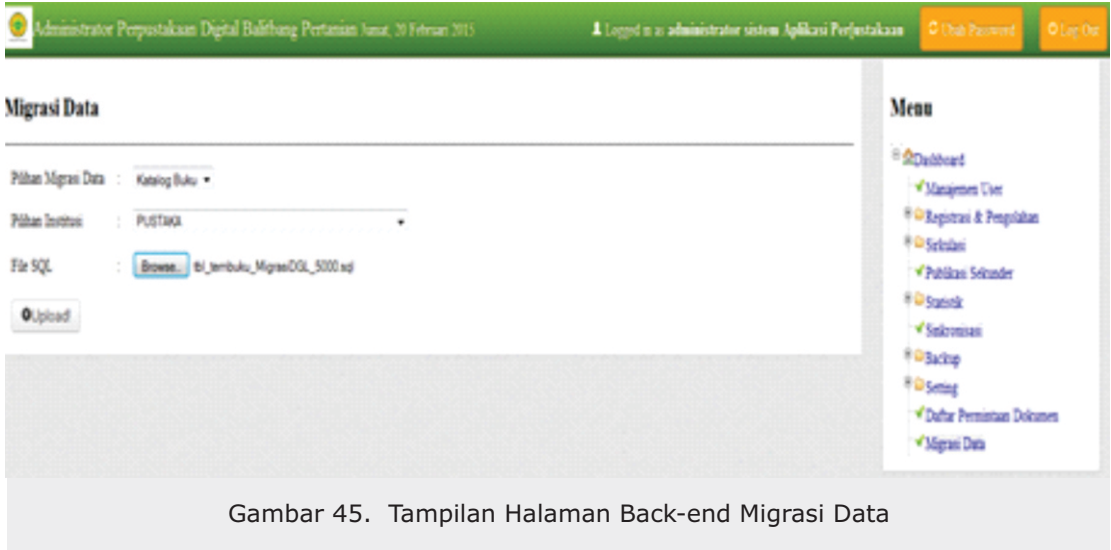 Administrator Perpustakaan Digital Balitbang Pertanian Jumat, 20 Februari 2015
Logged in as administrator sistem Aplikasi Perpustakaan
Ubah Password
Log Out
Migrasi Data
Pilihan Migrasi Data : Katalog Buku
Pilihan Institusi : PUSTAKA
File SQL : Browse.. tbl_tembuku_MigrasiDGL_5000.sql
Upload!
Menu
Dashboard
Manajemen User
Registrasi & Pengolahan
Sirkulasi
Publikasi Sekunder
Statistik
Sinkronisasi
Backup
Setting
Daftar Permintaan Dokumen
Migrasi Data
Gambar 45. Tampilan Halaman Back-end Migrasi Data